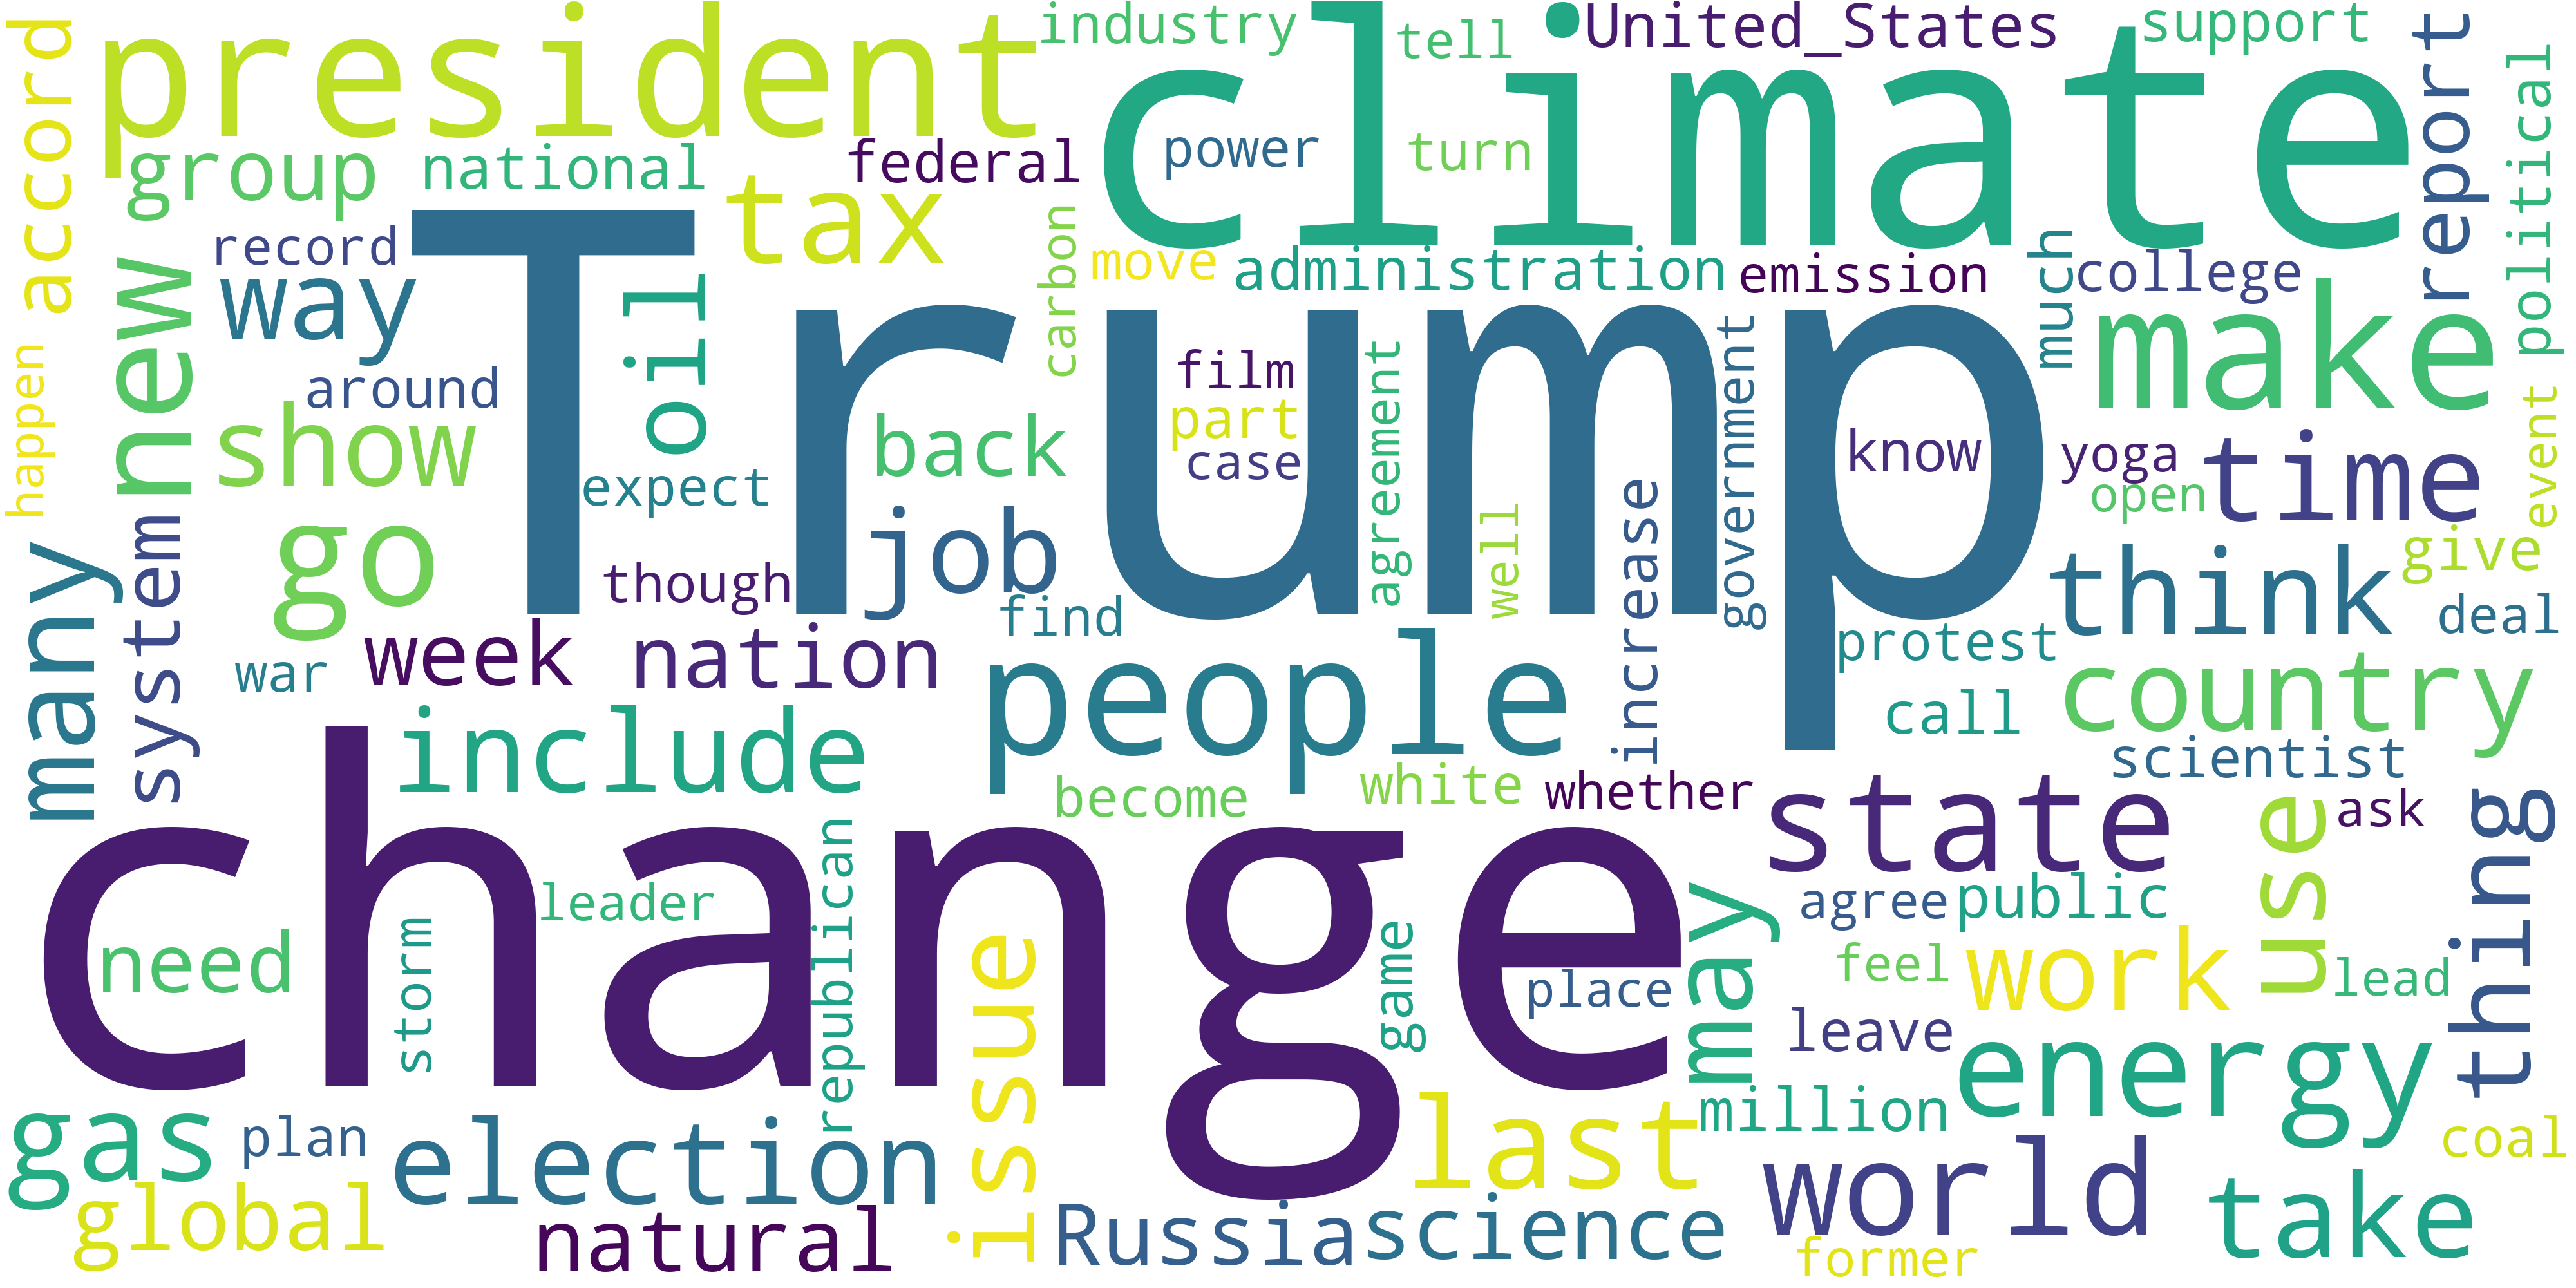 president
climate
industry
tell
United_States
support
accord
report
political
group
national
federal
power
turn
tax
Trump
record
way
new
oil
carbon
move
administration
emission
much
college
make
happen
around
show
expect
back
film
part
case
agreement
government
know
yoga
open
time
event
many
system
go
though
job
find
well
increase
think
give
deal
war
week
nation
people
protest
call
country
scientist
include
become
white
whether
state
use
ask
thing
change
need
storm
leader
republican
issue
game
place
may
agree
public
feel
work
lead
leave
energy
gas
plan
global
election
natural
last
million
world
coal
Russia
science
former
take